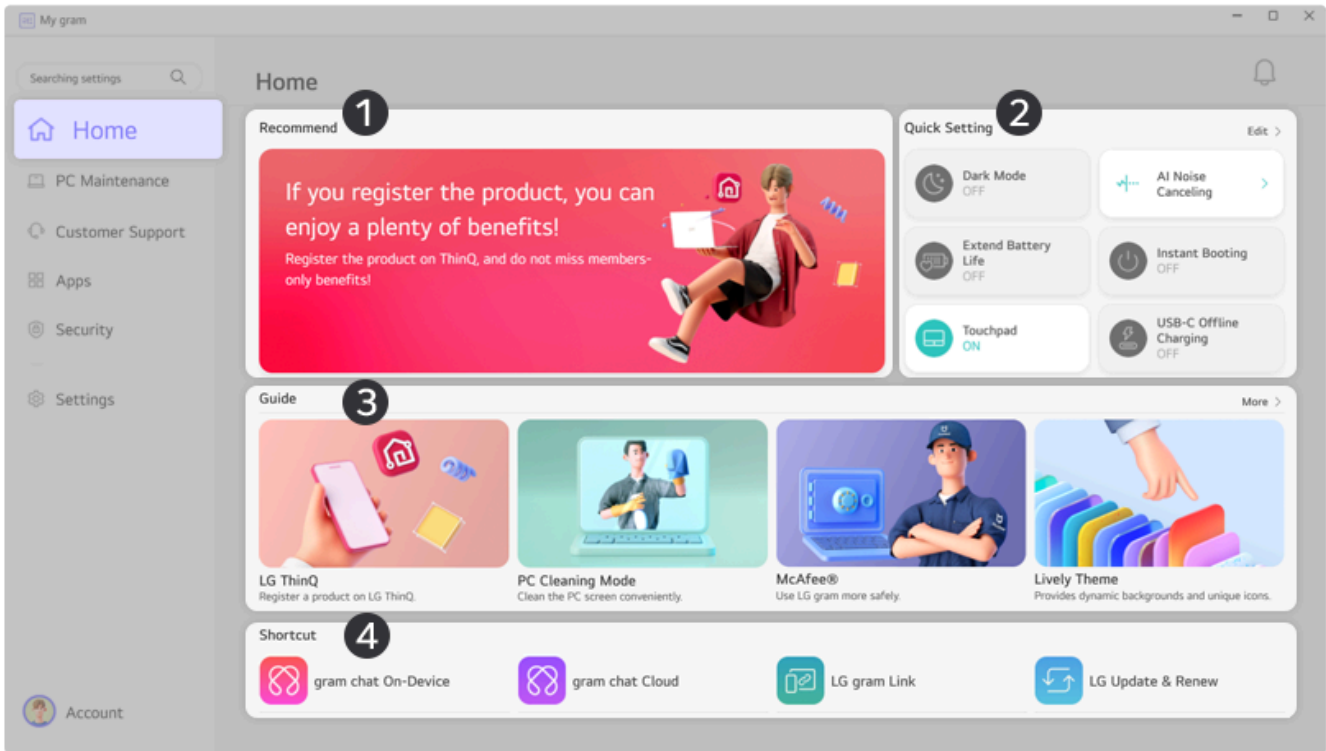 My gram
Searching settings
Home
PC Maintenance
Customer Support
Apps
Security
Settings
Account
Home
Recommend
1
If you register the product, you can
enjoy a plenty of benefits!
Register the product on ThinQ, and do not miss members-
only benefits!
Quick Setting
2
Edit >
Dark Mode
OFF
AI Noise
Canceling
Extend Battery
Life
OFF
Instant Booting
OFF
Touchpad
ON
USB-C Offline
Charging
OFF
Guide
3
More >
LG ThinQ
Register a product on LG ThinQ.
PC Cleaning Mode
Clean the PC screen conveniently.
McAfee®
Use LG gram more safely.
Lively Theme
Provides dynamic backgrounds and unique icons.
Shortcut
4
gram chat On-Device
gram chat Cloud
LG gram Link
LG Update & Renew